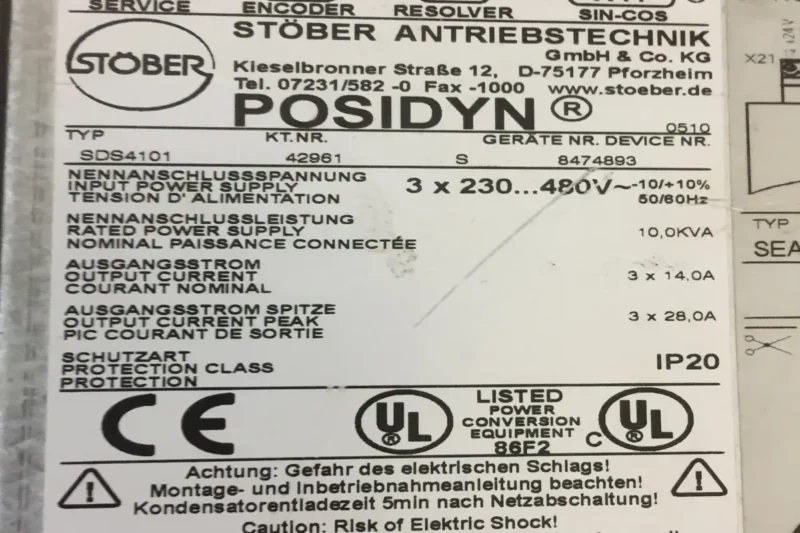 SERVICE ENCODER RESOLVER SIN-COS
STÖBER
STÖBER ANTRIEBSTECHNIK
GmbH & Co. KG
Kieselbronner Straße 12, D-75177 Pforzheim
Tel. 07231/582 -0 Fax -1000 www.stoeber.de
POSIDYN ®
0510
TYP KT.NR. GERÄTE NR. DEVICE NR.
SDS4101 42961 S 8474893
NENNANSCHLUSSSPANNUNG
INPUT POWER SUPPLY 3 x 230...480V~ -10/+10%
TENSION D' ALIMENTATION 50/60Hz
NENNANSCHLUSSLEISTUNG
RATED POWER SUPPLY 10,0KVA
NOMINAL PAISSANCE CONNECTÉE
AUSGANGSSTROM
OUTPUT CURRENT 3 x 14,0A
COURANT NOMINAL
AUSGANGSSTROM SPITZE
OUTPUT CURRENT PEAK 3 x 28,0A
PIC COURANT DE SORTIE
SCHUTZART
PROTECTION CLASS IP20
PROTECTION
CE UL ® LISTED
POWER
CONVERSION
EQUIPMENT
86F2
C UL ®
Achtung: Gefahr des elektrischen Schlags!
Montage- und Inbetriebnahmeanleitung beachten!
Kondensatorentladezeit 5min nach Netzabschaltung!
Caution: Risk of Electric Shock!
X21
+24V
TYP
SEA